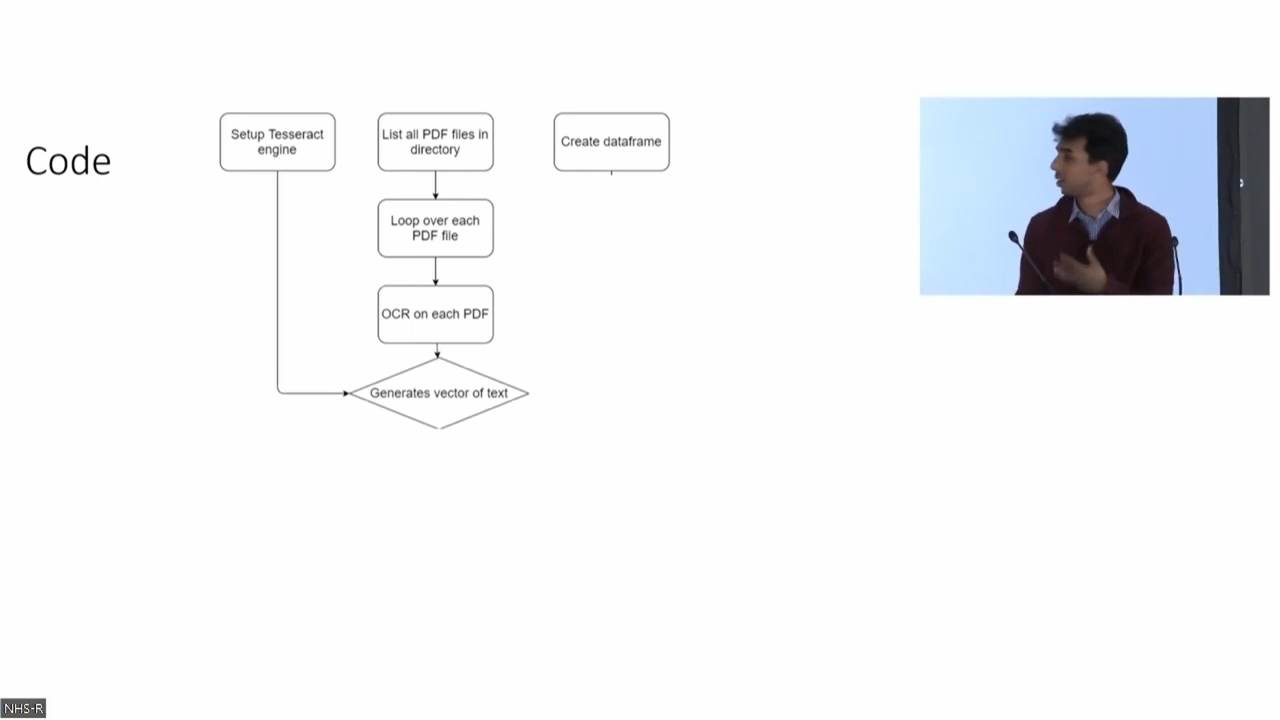 Code
Setup Tesseract
engine
List all PDF files in
directory
Create dataframe
Loop over each
PDF file
OCR on each PDF
Generates vector of text
NHS-R